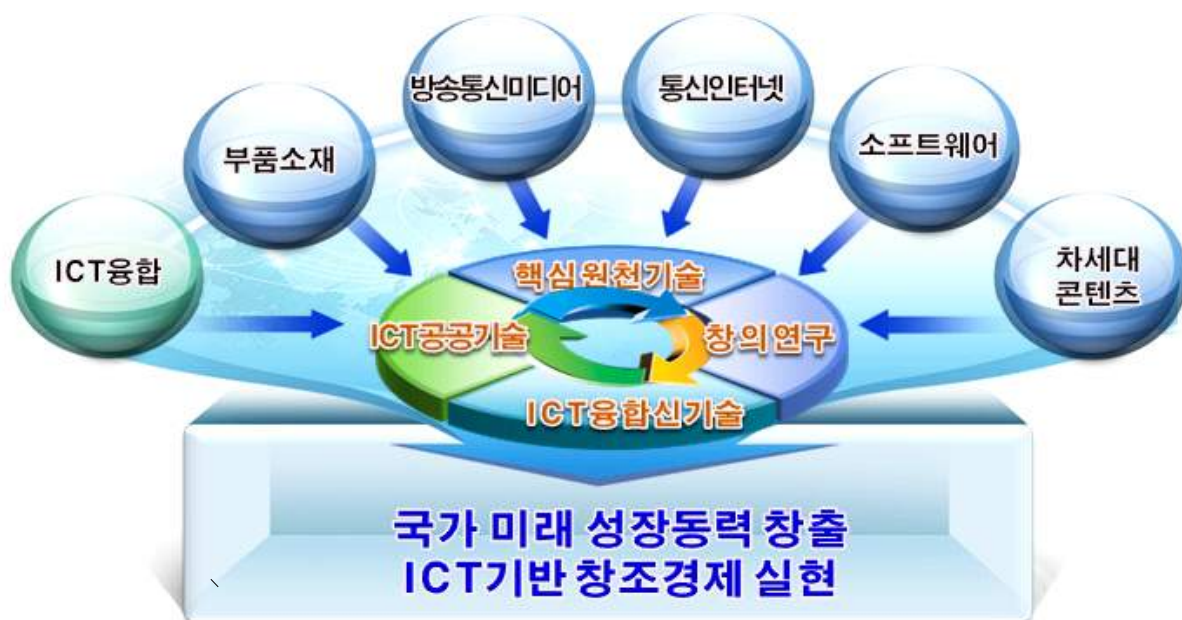 방송통신미디어
통신인터넷
부품소재
소프트웨어
ICT융합
차세대
콘텐츠
핵심원천기술
ICT공공기술
창의연구
ICT융합신기술
국가 미래 성장동력 창출
ICT기반 창조경제 실현